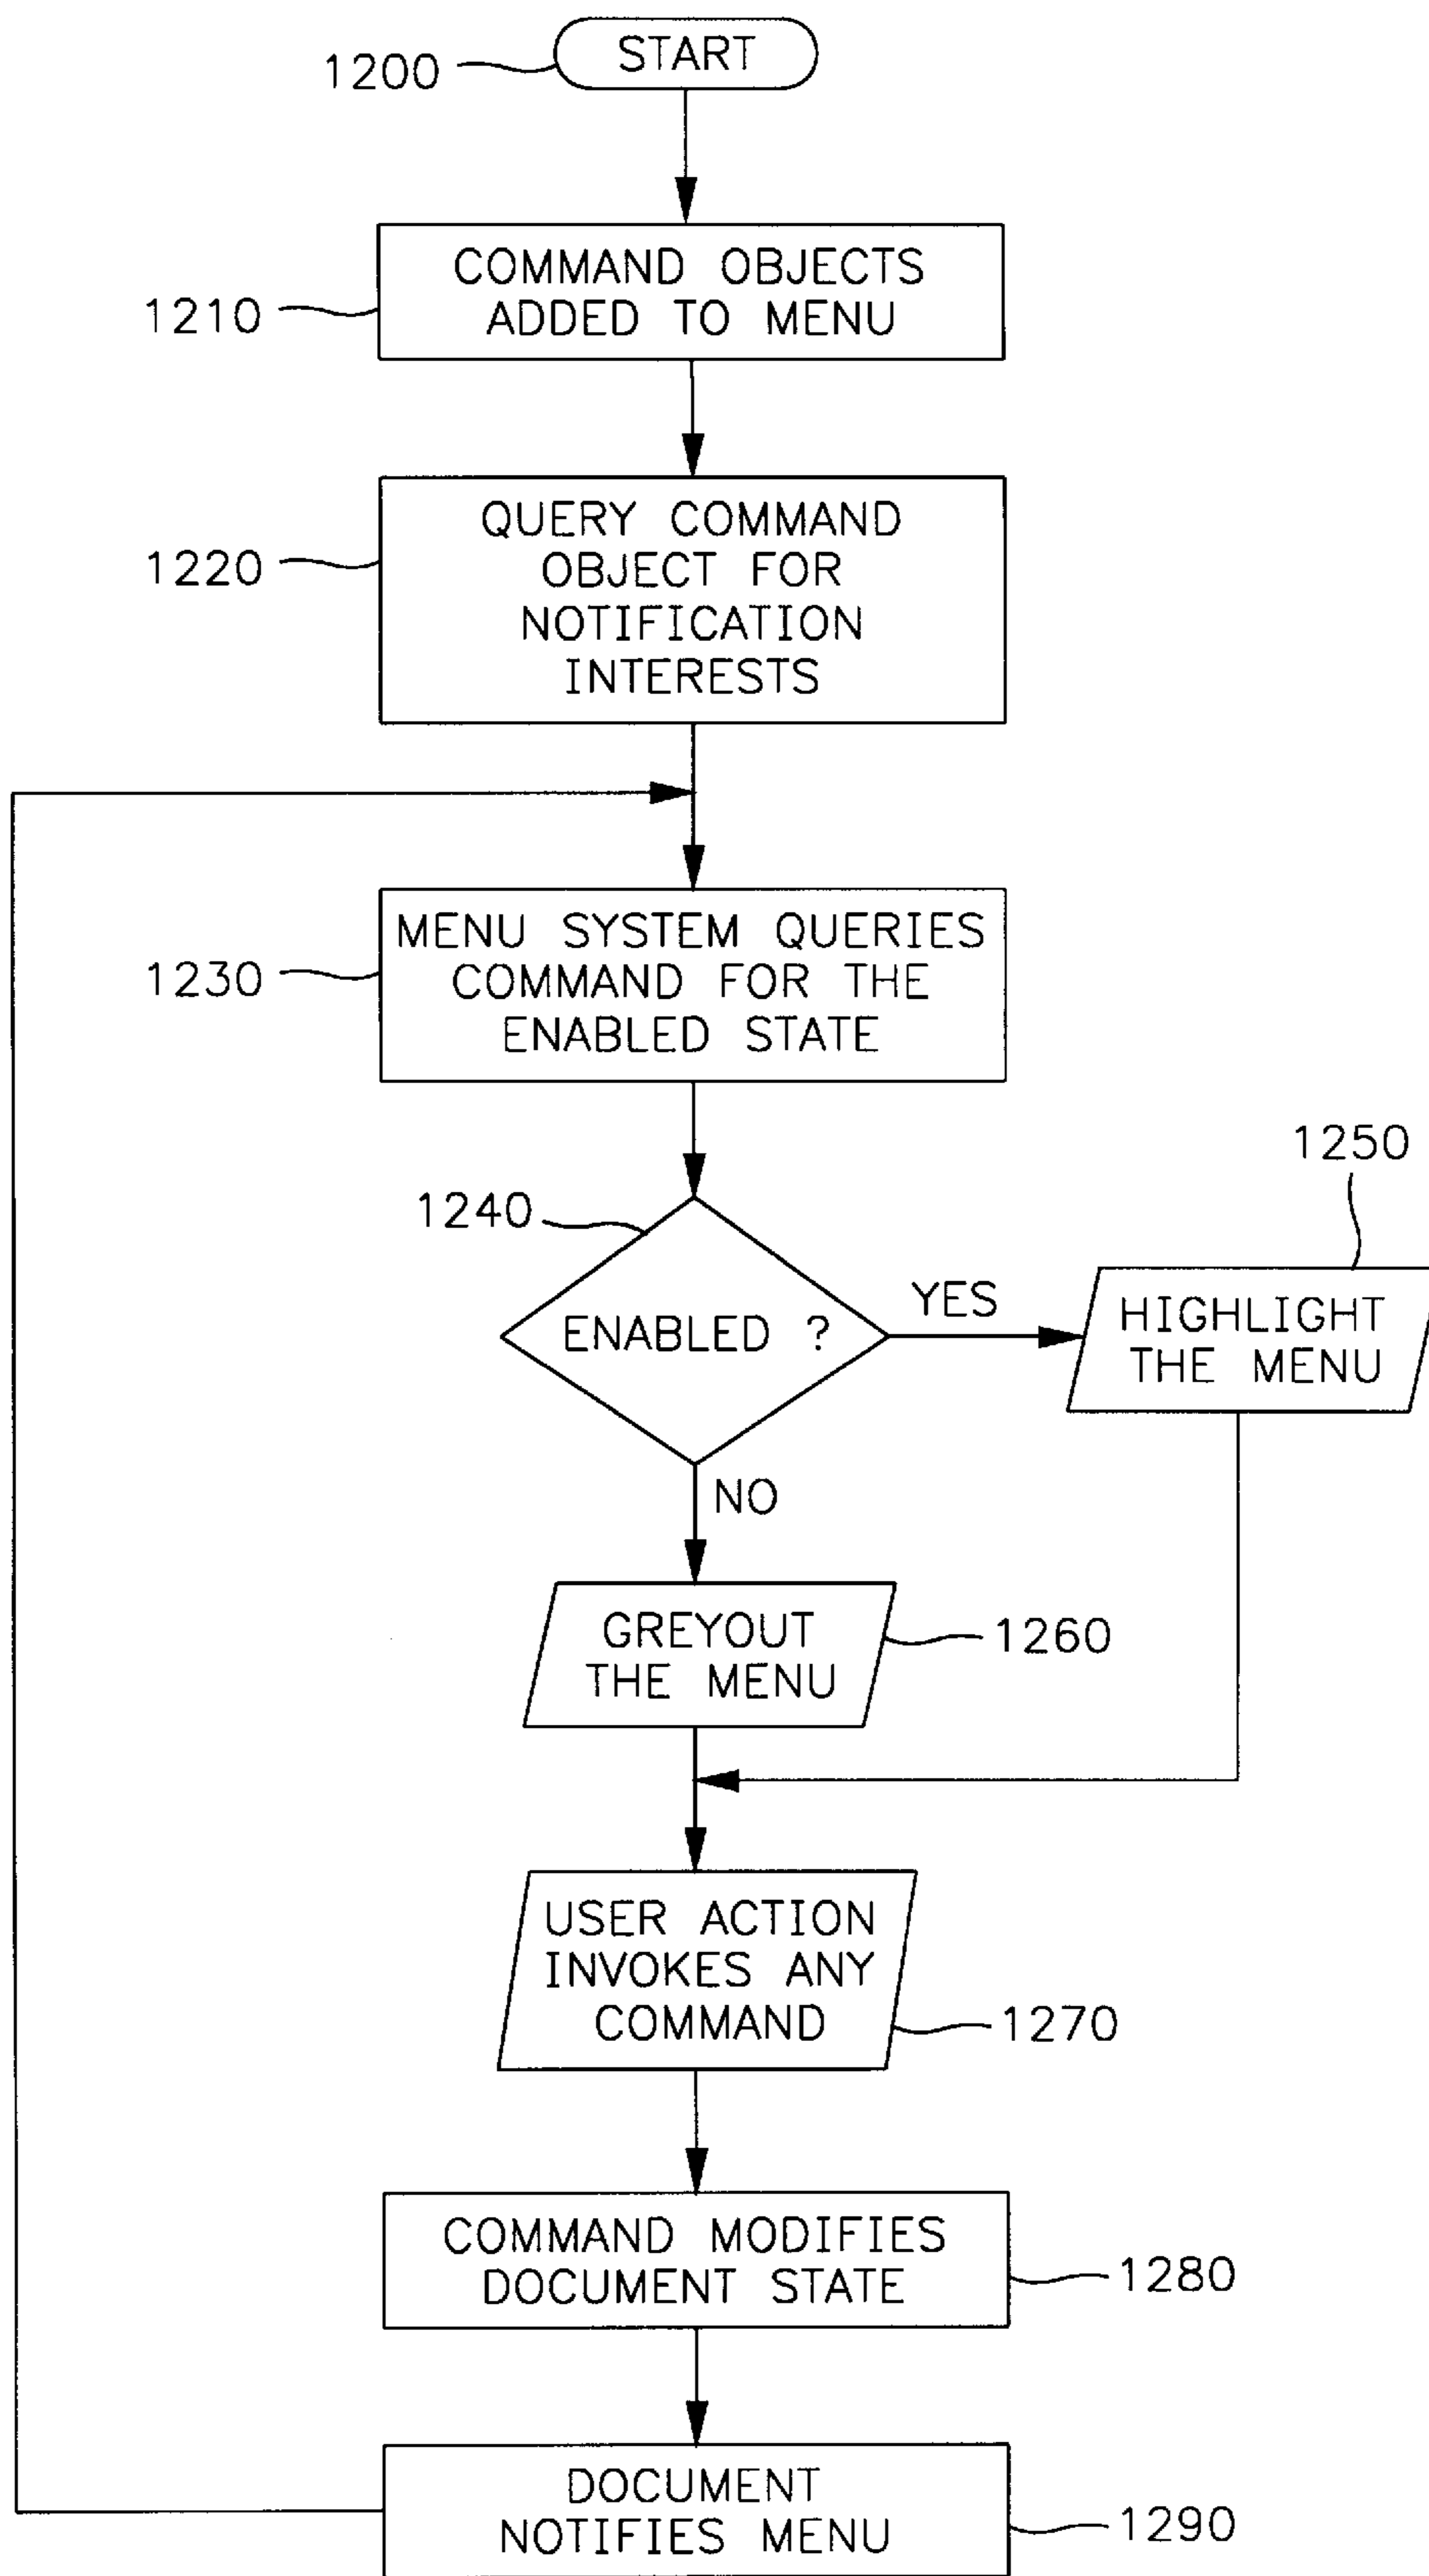 START
1200
COMMAND OBJECTS
ADDED TO MENU
1210
QUERY COMMAND
OBJECT FOR
NOTIFICATION
INTERESTS
1220
MENU SYSTEM QUERIES
COMMAND FOR THE
ENABLED STATE
1230
1240
ENABLED ?
YES
1250
HIGHLIGHT
THE MENU
NO
GREYOUT
THE MENU
1260
USER ACTION
INVOKES ANY
COMMAND
1270
COMMAND MODIFIES
DOCUMENT STATE
1280
DOCUMENT
NOTIFIES MENU
1290